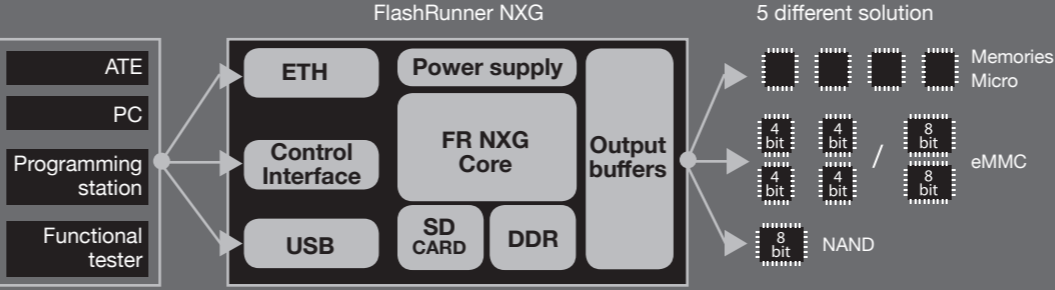 FlashRunner NXG
5 different solution
ATE
PC
Programming
station
Functional
tester
ETH
Control
Interface
USB
Power supply
FR NXG
Core
SD
CARD
DDR
Output
buffers
Memories
Micro
4
bit
4
bit
4
bit
4
bit
/
8
bit
8
bit
eMMC
8
bit
NAND